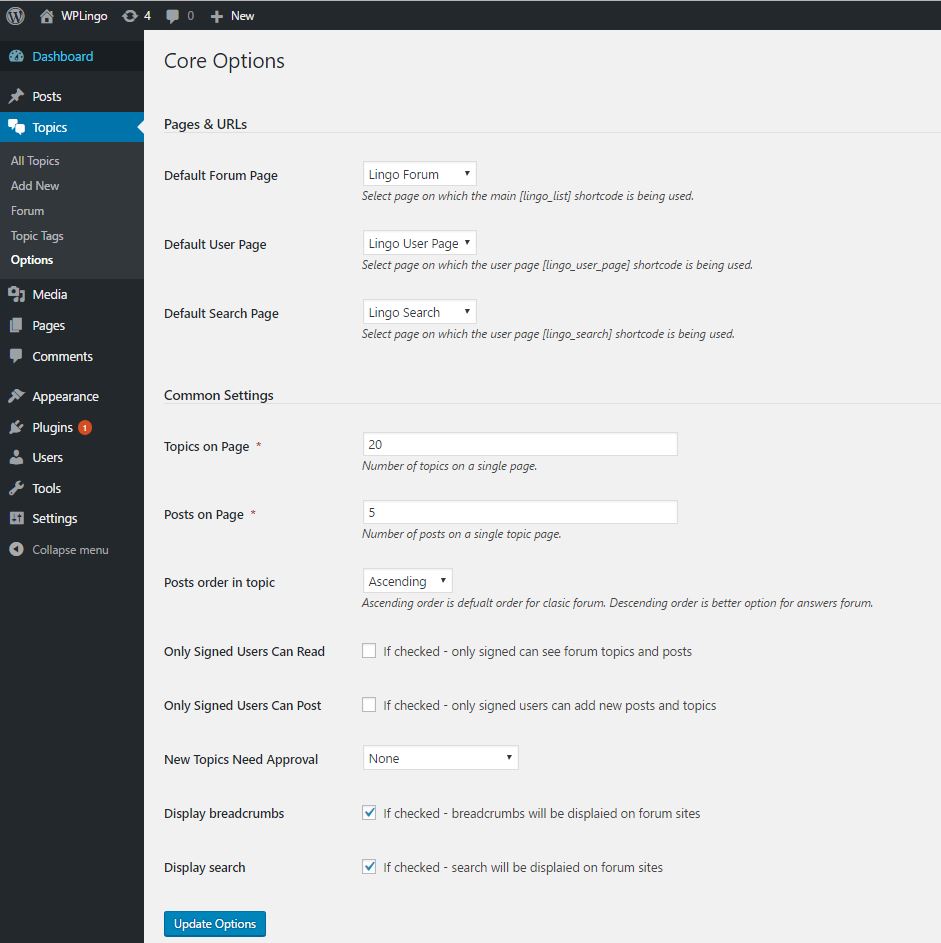 WPLingo 4 0 New
Dashboard
Posts
Topics
All Topics
Add New
Forum
Topic Tags
Options
Media
Pages
Comments
Appearance
Plugins 1
Users
Tools
Settings
Collapse menu
Core Options
Pages & URLs
Default Forum Page Lingo Forum
Select page on which the main [lingo_list] shortcode is being used.
Default User Page Lingo User Page
Select page on which the user page [lingo_user_page] shortcode is being used.
Default Search Page Lingo Search
Select page on which the user page [lingo_search] shortcode is being used.
Common Settings
Topics on Page * 20
Number of topics on a single page.
Posts on Page * 5
Number of posts on a single topic page.
Posts order in topic Ascending
Ascending order is defualt order for clasic forum. Descending order is better option for answers forum.
Only Signed Users Can Read If checked - only signed can see forum topics and posts
Only Signed Users Can Post If checked - only signed users can add new posts and topics
New Topics Need Approval None
Display breadcrumbs If checked - breadcrumbs will be displaied on forum sites
Display search If checked - search will be displaied on forum sites
Update Options